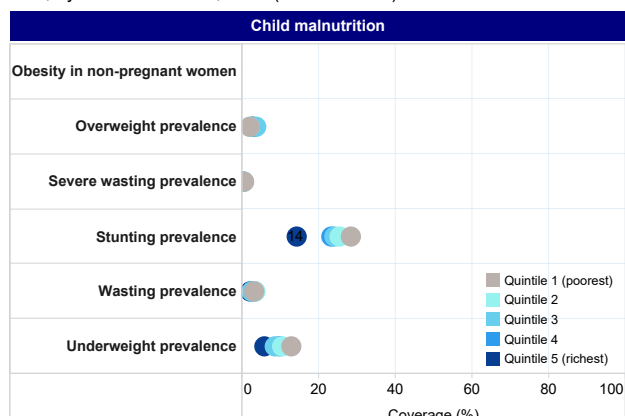 Child malnutrition
Obesity in non-pregnant women
Overweight prevalence
Severe wasting prevalence
Stunting prevalence
14
Wasting prevalence
Underweight prevalence
Quintile 1 (poorest)
Quintile 2
Quintile 3
Quintile 4
Quintile 5 (richest)
0 20 40 60 80 100
Coverage (%)